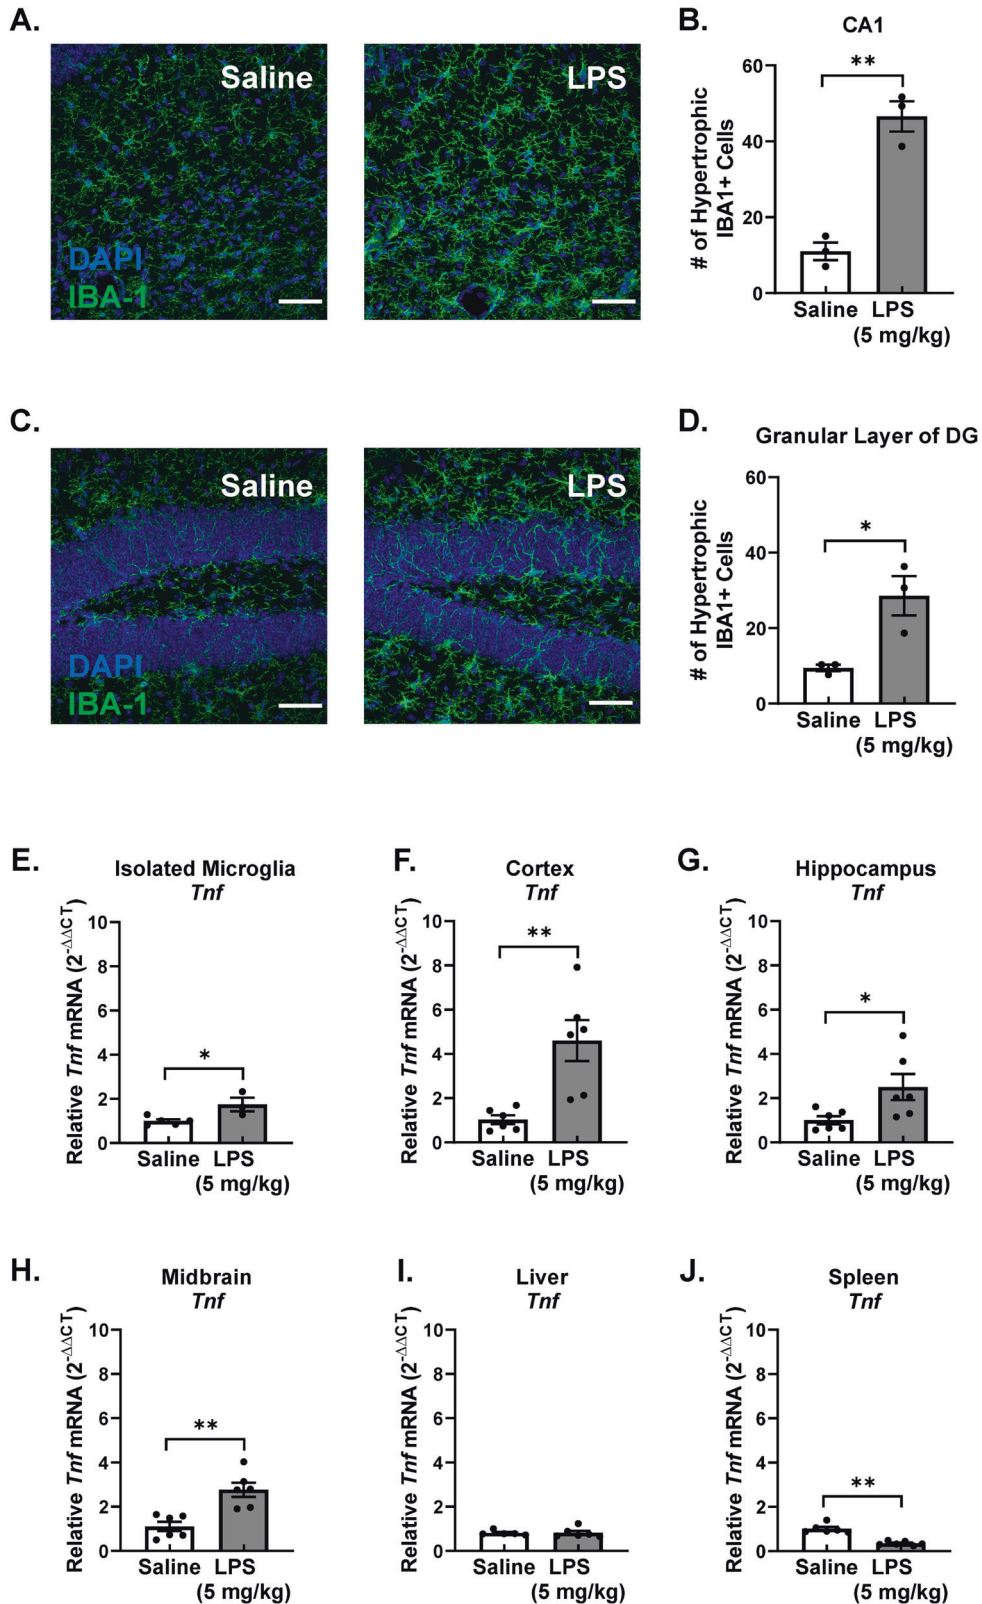 A.
Saline
DAPI
IBA-1
LPS
B.
CA1
# of Hypertrophic
IBA1+ Cells
60
40
20
0
**
Saline LPS
(5 mg/kg)
C.
Saline
DAPI
IBA-1
LPS
D.
Granular Layer of DG
# of Hypertrophic
IBA1+ Cells
60
40
20
0
*
Saline LPS
(5 mg/kg)
E.
Isolated Microglia
Tnf
Relative Tnf mRNA (2^-ΔΔCT)
10
8
6
4
2
0
*
Saline LPS
(5 mg/kg)
F.
Cortex
Tnf
Relative Tnf mRNA (2^-ΔΔCT)
10
8
6
4
2
0
**
Saline LPS
(5 mg/kg)
G.
Hippocampus
Tnf
Relative Tnf mRNA (2^-ΔΔCT)
10
8
6
4
2
0
*
Saline LPS
(5 mg/kg)
H.
Midbrain
Tnf
Relative Tnf mRNA (2^-ΔΔCT)
10
8
6
4
2
0
**
Saline LPS
(5 mg/kg)
I.
Liver
Tnf
Relative Tnf mRNA (2^-ΔΔCT)
10
8
6
4
2
0
Saline LPS
(5 mg/kg)
J.
Spleen
Tnf
Relative Tnf mRNA (2^-ΔΔCT)
10
8
6
4
2
0
**
Saline LPS
(5 mg/kg)